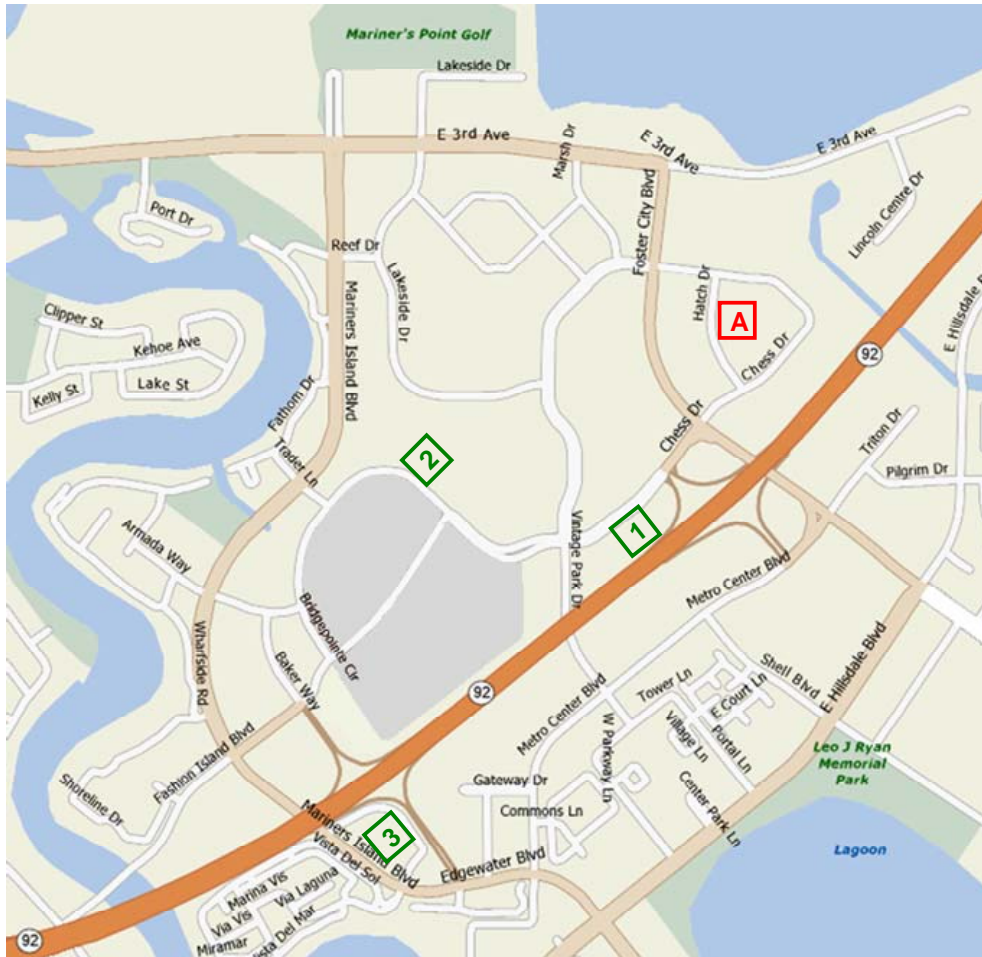 Mariner's Point Golf
Lakeside Dr
E 3rd Ave
Marsh Dr
E 3rd Ave
E 3rd Ave
Port Dr
Reef Dr
Foster City Blvd
Lincoln Centre Dr
Hatch Dr
Lakeside Dr
Mariners Island Blvd
A
Clipper St
Kehoe Ave
Lake St
Kelly St
92
Chess Dr
E Hillsdale B
Fathom Dr
Chess Dr
Triton Dr
Trader Ln
2
Pilgrim Dr
1
Vintage Park Dr
Armada Way
Metro Center Blvd
Bridgepointe Cir
Wharfside Rd
Baker Way
92
Shell Blvd
E Hillsdale Blvd
Tower Ln
E Court Ln
Metro Center Blvd
W Parkway Ln
Village Ln
Portal Ln
Leo J Ryan
Memorial
Park
Fashion Island Blvd
Shoreline Dr
Gateway Dr
Commons Ln
Center Park Ln
3
Mariners Island Blvd
Vista Del Sol
Edgewater Blvd
Lagoon
Marina Vis
Via Laguna
Via Vis
Vista Del Mar
Miramar
92